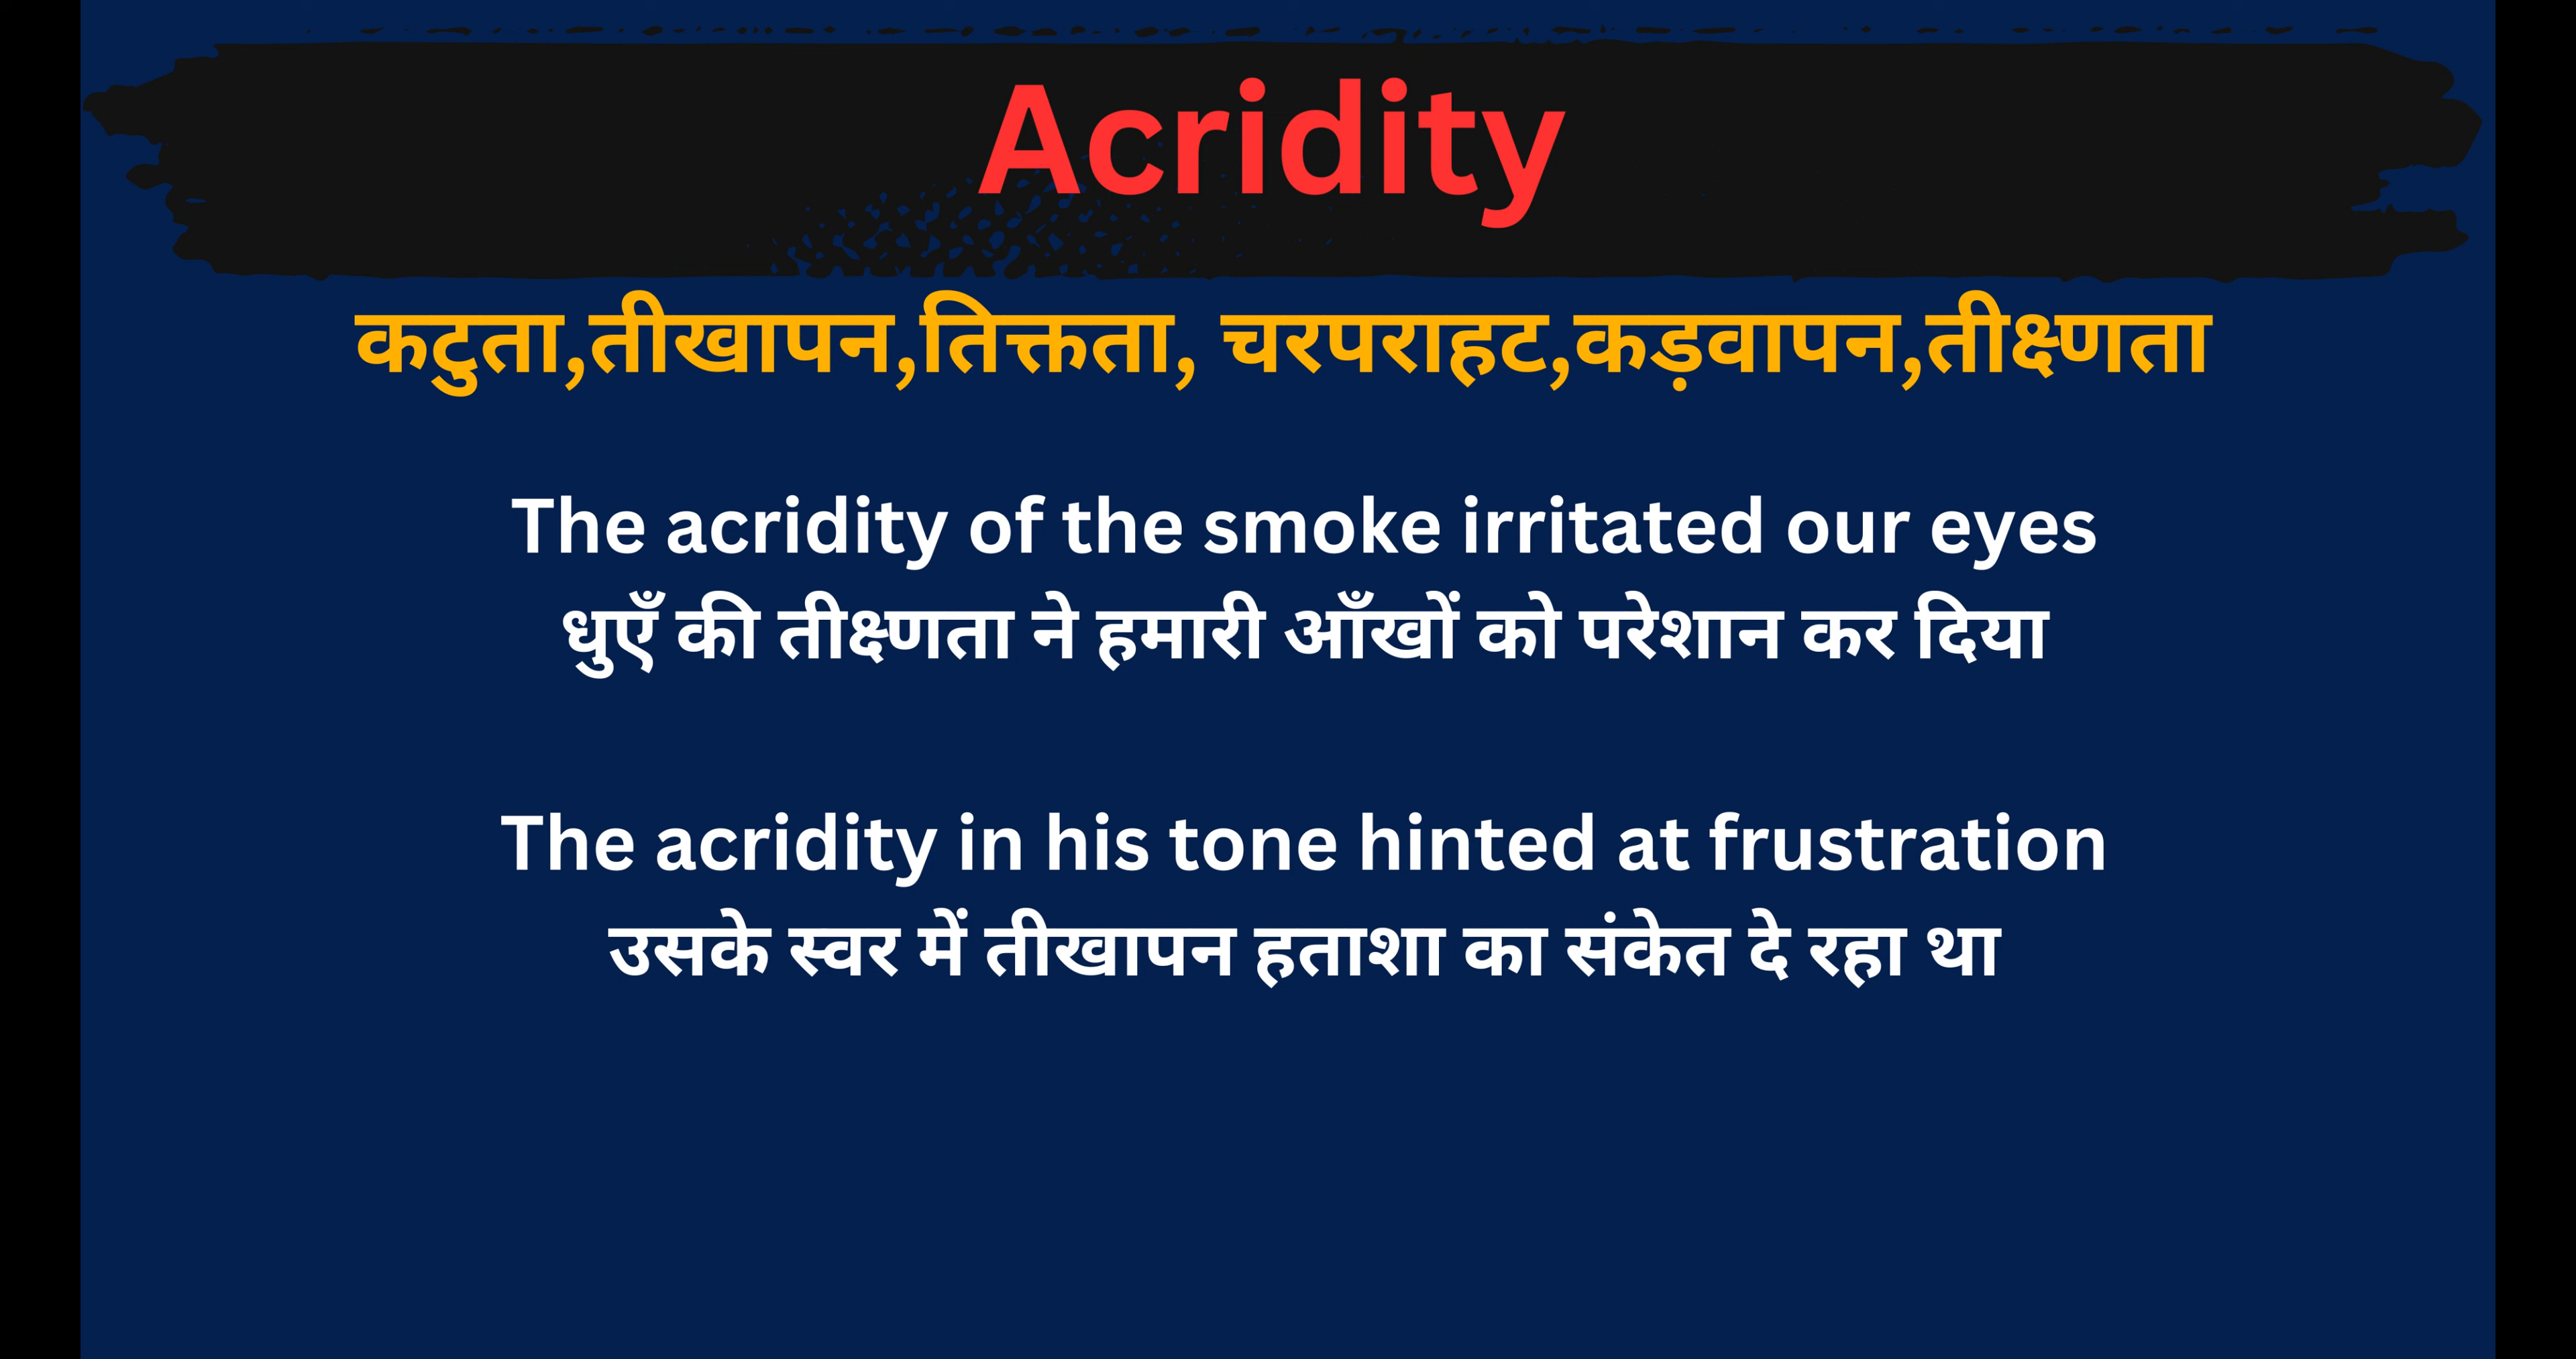 Acridity
कटुता,तीखापन,तिक्तता, चरपराहट,कड़वापन,तीक्ष्णता
The acridity of the smoke irritated our eyes
धुएँ की तीक्ष्णता ने हमारी आँखों को परेशान कर दिया
The acridity in his tone hinted at frustration
उसके स्वर में तीखापन हताशा का संकेत दे रहा था